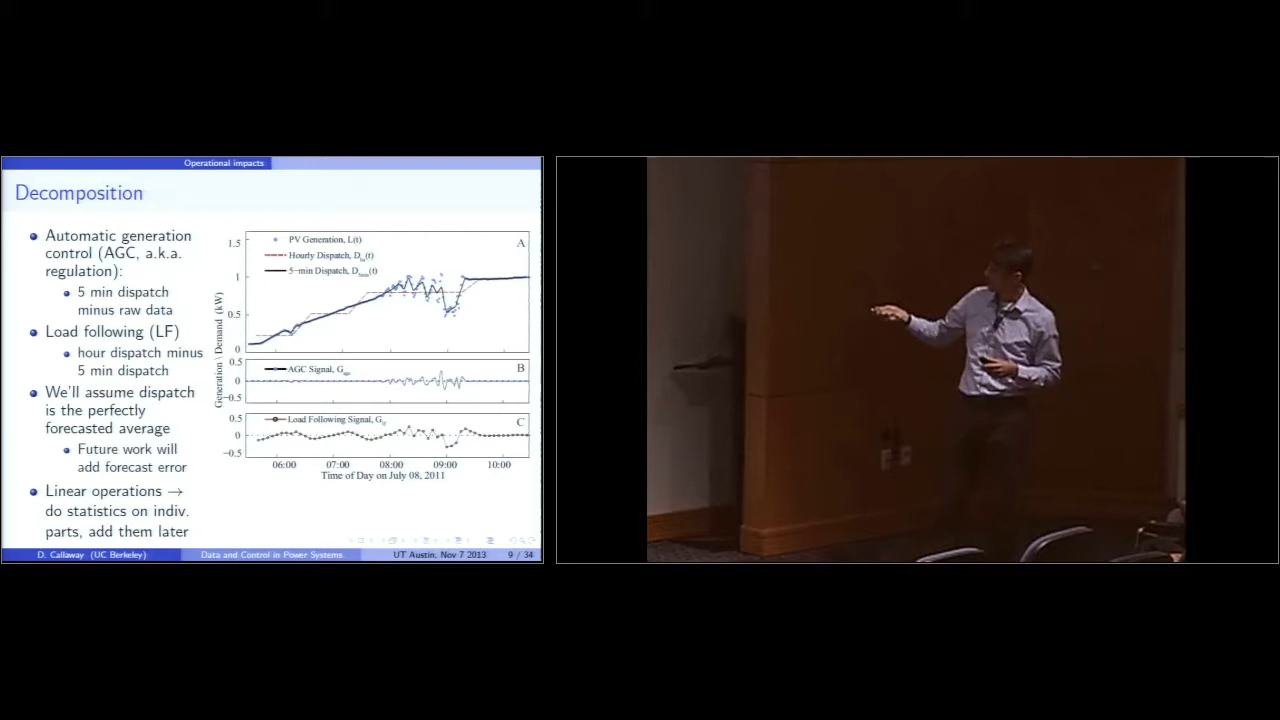 Operational impacts
Decomposition
Automatic generation
control (AGC, a.k.a.
regulation):
5 min dispatch
minus raw data
Load following (LF)
hour dispatch minus
5 min dispatch
We'll assume dispatch
is the perfectly
forecasted average
Future work will
add forecast error
Linear operations →
do statistics on indiv.
parts, add them later
Generation \ Demand (kW)
1.5
1
0.5
0
PV Generation, L(t)
Hourly Dispatch, D(t)
5-min Dispatch, D5min(t)
A
0.5
0
-0.5
AGC Signal, Gagc
B
0.5
0
-0.5
Load Following Signal, Glf
C
06:00 07:00 08:00 09:00 10:00
Time of Day on July 08, 2011
D. Callaway (UC Berkeley) Data and Control in Power Systems UT Austin, Nov 7 2013 9 / 34